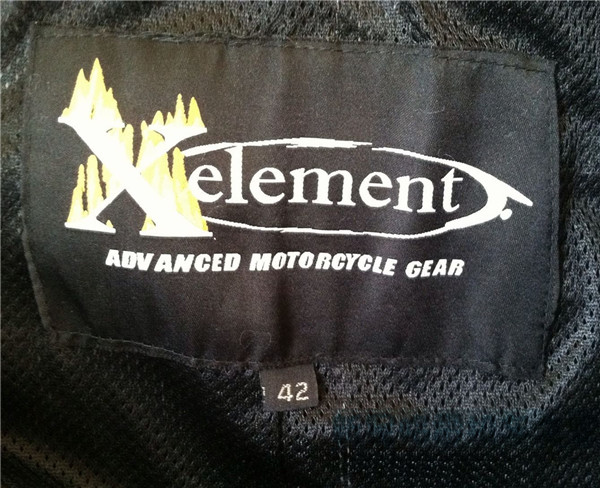 Xelement
ADVANCED MOTORCYCLE GEAR
42